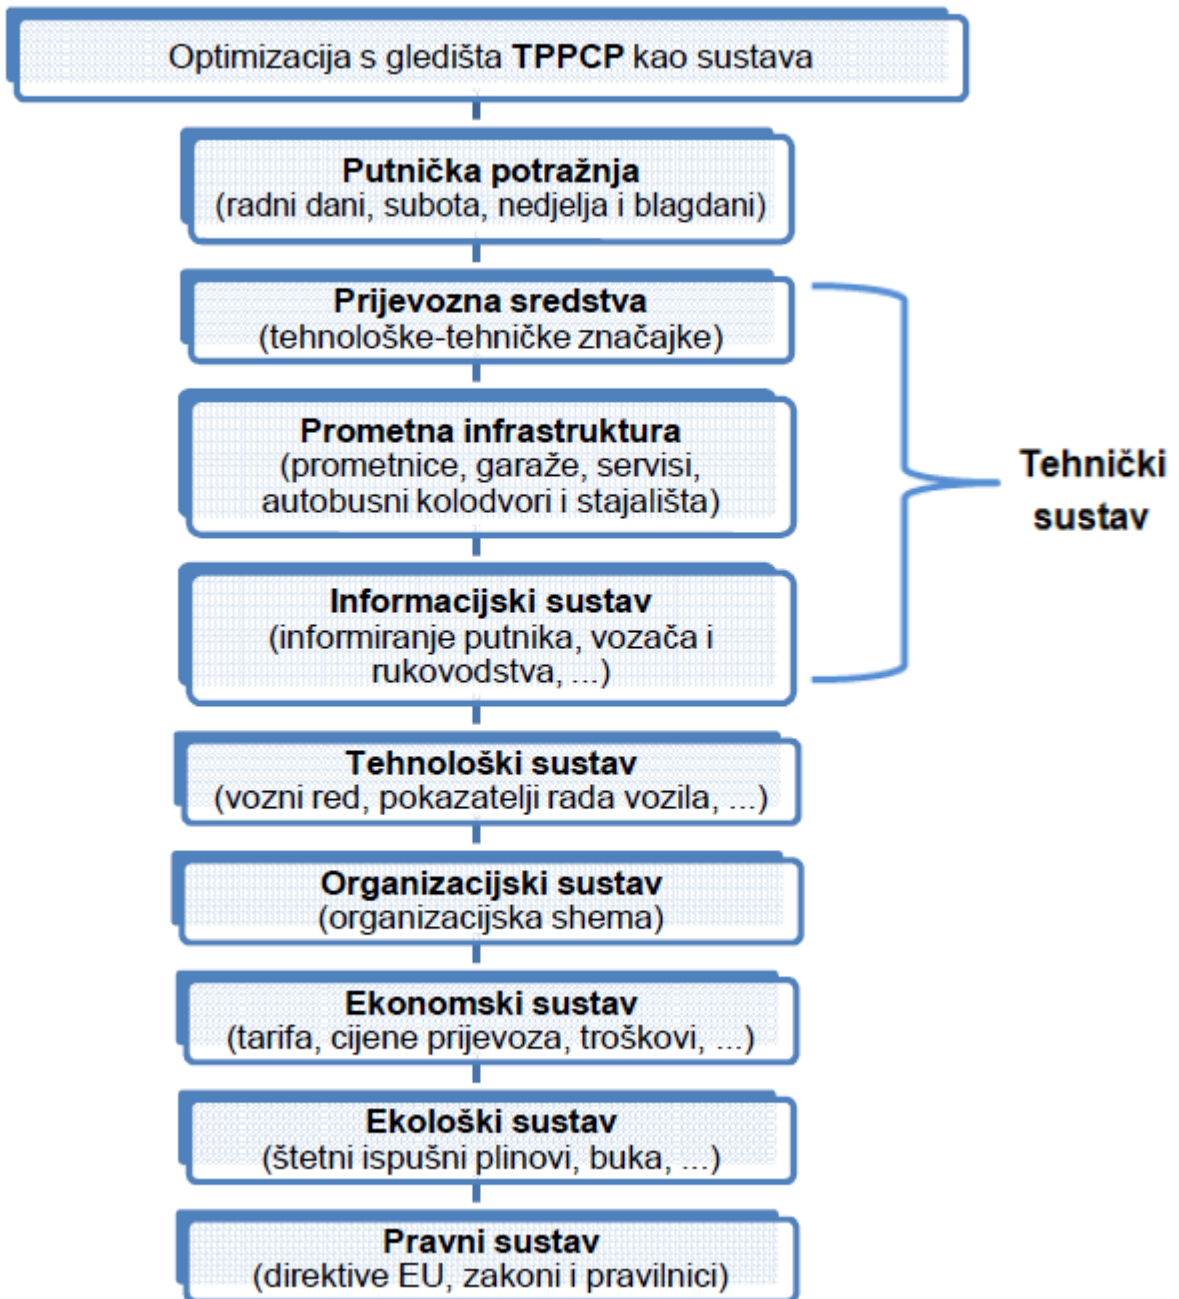 Optimizacija s gledišta TPPCP kao sustava
Putnička potražnja
(radni dani, subota, nedjelja i blagdani)
Prijevozna sredstva
(tehnološke-tehničke značajke)
Prometna infrastruktura
(prometnice, garaže, servisi,
autobusni kolodvori i stajališta)
Informacijski sustav
(informiranje putnika, vozača i
rukovodstva, ...)
Tehnički
sustav
Tehnološki sustav
(vozni red, pokazatelji rada vozila, ...)
Organizacijski sustav
(organizacijska shema)
Ekonomski sustav
(tarifa, cijene prijevoza, troškovi, ...)
Ekološki sustav
(štetni ispušni plinovi, buka, ...)
Pravni sustav
(direktive EU, zakoni i pravilnici)